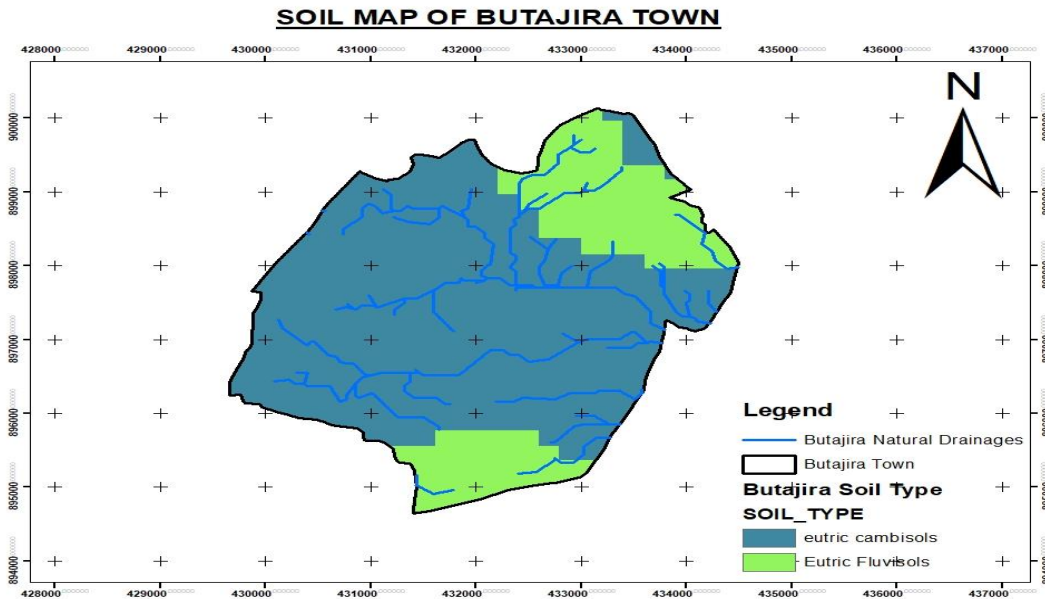 SOIL MAP OF BUTAJIRA TOWN
428000 429000 430000 431000 432000 433000 434000 435000 436000 437000
N
900000
899000
898000
897000
896000
895000
894000
Legend
Butajira Natural Drainages
Butajira Town
Butajira Soil Type
SOIL_TYPE
eutric cambisols
Eutric Fluvisols
428000 429000 430000 431000 432000 433000 434000 435000 436000 437000